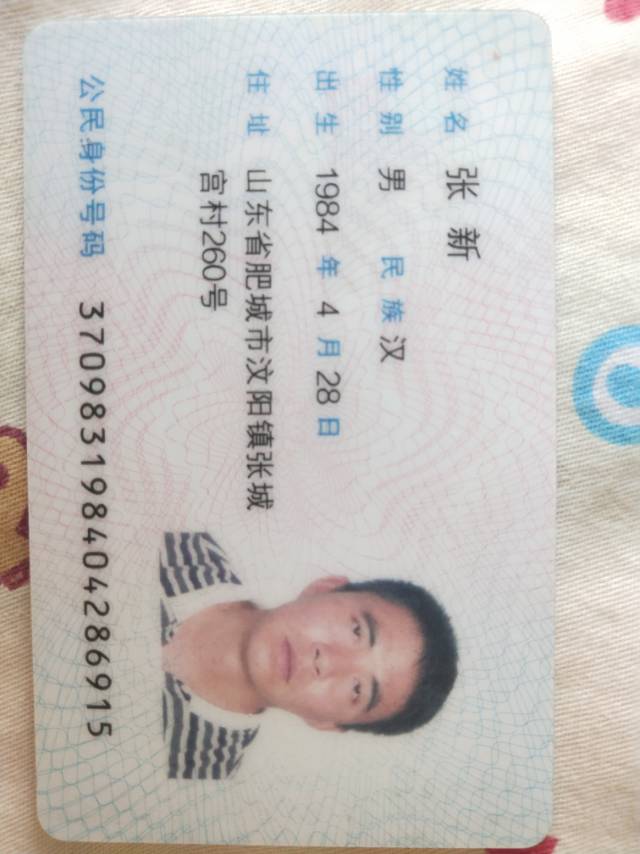 姓名 张新
性别 男 民族 汉
出生 1984 年 4 月 28 日
住址 山东省肥城市汶阳镇张城
宫村260号
公民身份号码 370983198404286915